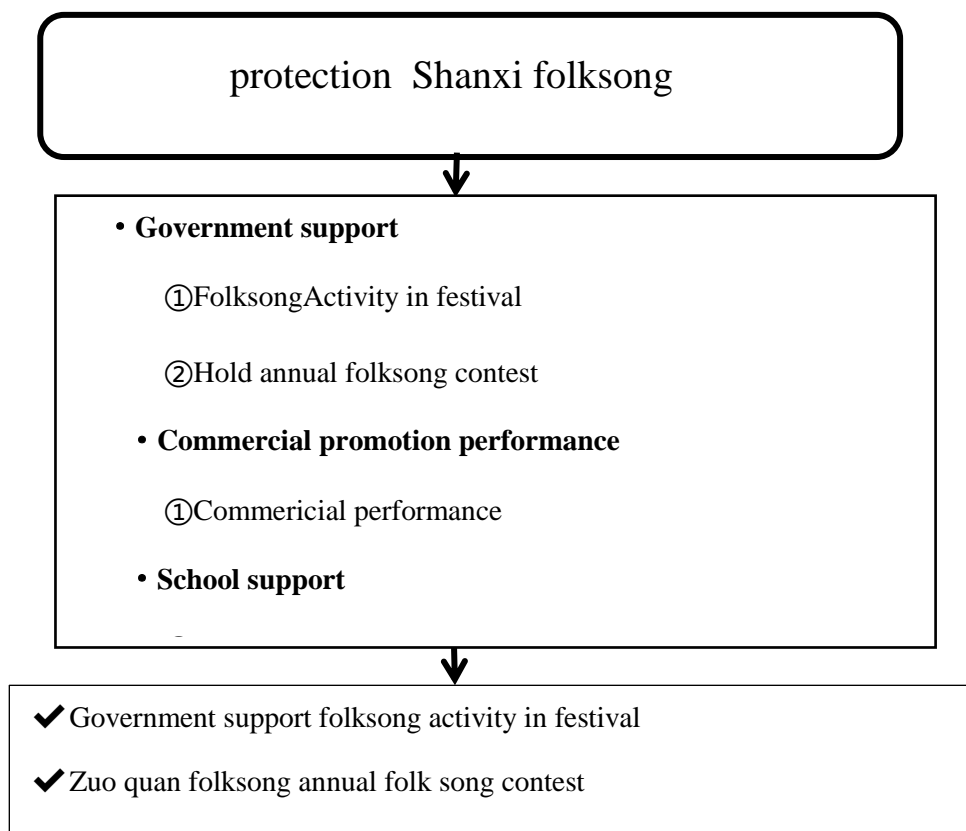 protection Shanxi folksong
• Government support
①FolksongActivity in festival
②Hold annual folksong contest
• Commercial promotion performance
①Commericial performance
• School support
✔Government support folksong activity in festival
✔Zuo quan folksong annual folk song contest